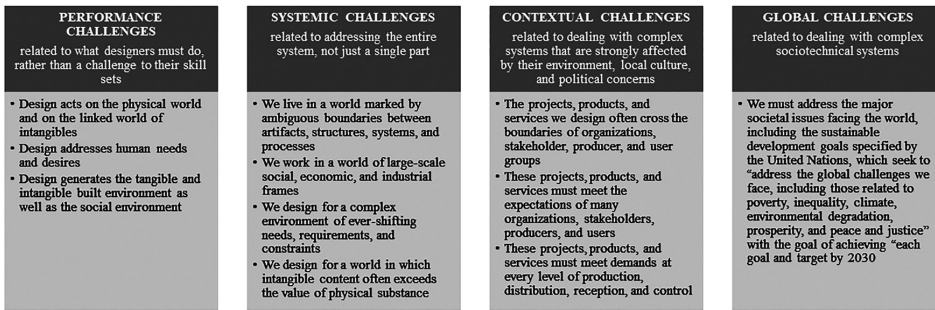 PERFORMANCE
CHALLENGES
related to what designers must do,
rather than a challenge to their skill
sets
• Design acts on the physical world
and on the linked world of
intangibles
• Design addresses human needs
and desires
• Design generates the tangible and
intangible built environment as
well as the social environment
SYSTEMIC CHALLENGES
related to addressing the entire
system, not just a single part
• We live in a world marked by
ambiguous boundaries between
artifacts, structures, systems, and
processes
• We work in a world of large-scale
social, economic, and industrial
frames
• We design for a complex
environment of ever-shifting
needs, requirements, and
constraints
• We design for a world in which
intangible content often exceeds
the value of physical substance
CONTEXTUAL CHALLENGES
related to dealing with complex
systems that are strongly affected
by their environment, local culture,
and political concerns
• The projects, products, and
services we design often cross the
boundaries of organizations,
stakeholder, producer, and user
groups
• These projects, products, and
services must meet the
expectations of many
organizations, stakeholders,
producers, and users
• These projects, products, and
services must meet demands at
every level of production,
distribution, reception, and control
GLOBAL CHALLENGES
related to dealing with complex
sociotechnical systems
• We must address the major
societal issues facing the world,
including the sustainable
development goals specified by
the United Nations, which seek to
“address the global challenges we
face, including those related to
poverty, inequality, climate,
environmental degradation,
prosperity, and peace and justice”
with the goal of achieving “each
goal and target by 2030